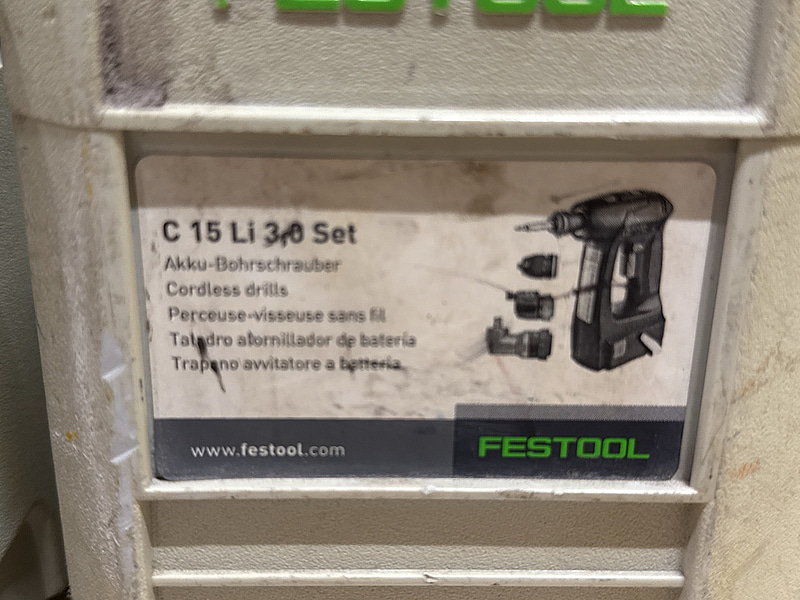 FESTOOL
C 15 Li 3,0 Set
Akku-Bohrschrauber
Cordless drills
Perceuse-visseuse sans fil
Taladro atornillador de batería
Trapano avvitatore a batteria
www.festool.com
FESTOOL